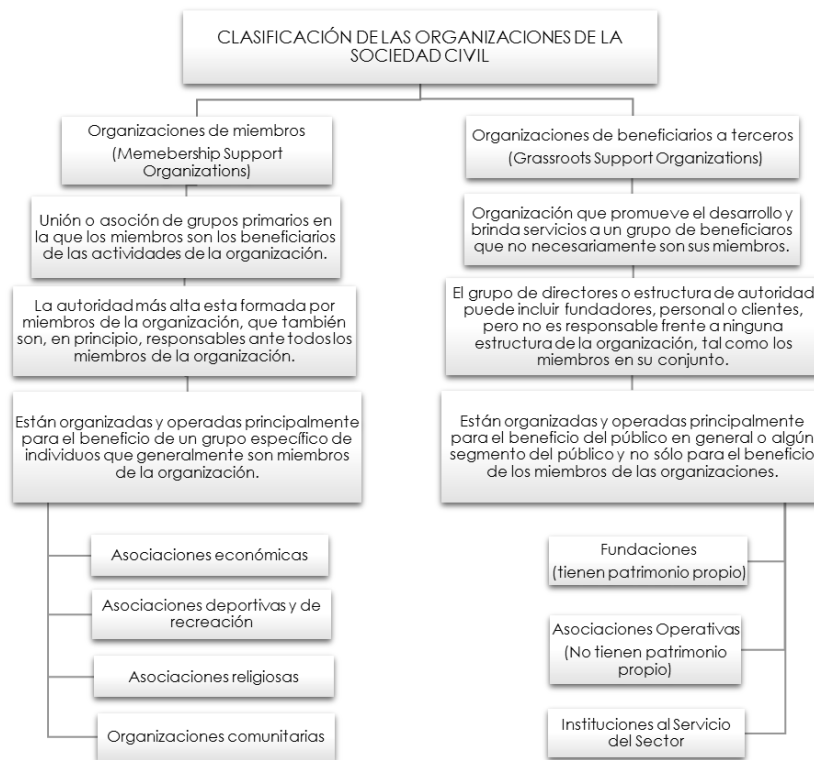 CLASIFICACIÓN DE LAS ORGANIZACIONES DE LA
SOCIEDAD CIVIL
Organizaciones de miembros
(Memebership Support
Organizations)
Unión o asoción de grupos primarios en
la que los miembros son los beneficiarios
de las actividades de la organización.
La autoridad más alta esta formada por
miembros de la organización, que también
son, en principio, responsables ante todos los
miembros de la organización.
Están organizadas y operadas principalmente
para el beneficio de un grupo específico de
individuos que generalmente son miembros
de la organización.
Asociaciones económicas
Asociaciones deportivas y de
recreación
Asociaciones religiosas
Organizaciones comunitarias
Organizaciones de beneficiarios a terceros
(Grassroots Support Organizations)
Organización que promueve el desarrollo y
brinda servicios a un grupo de beneficiaros
que no necesariamente son sus miembros.
El grupo de directores o estructura de autoridad
puede incluir fundadores, personal o clientes,
pero no es responsable frente a ninguna
estructura de la organización, tal como los
miembros en su conjunto.
Están organizadas y operadas principalmente
para el beneficio del público en general o algún
segmento del público y no sólo para el beneficio
de los miembros de las organizaciones.
Fundaciones
(tienen patrimonio propio)
Asociaciones Operativas
(No tienen patrimonio
propio)
Instituciones al Servicio
del Sector